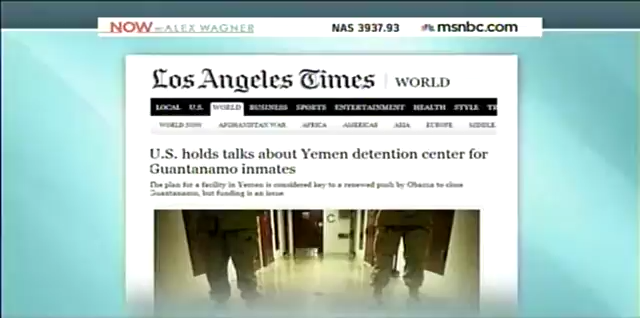 NOW WITH ALEX WAGNER NAS 3937.93 msnbc.com
Los Angeles Times | WORLD
LOCAL U.S. WORLD BUSINESS SPORTS ENTERTAINMENT HEALTH STYLE TR
WORLD NOW AFGHANISTAN WAR AFRICA AMERICAS ASIA EUROPE MIDDLE
U.S. holds talks about Yemen detention center for
Guantanamo inmates
The plan for a facility in Yemen is considered key to a renewed push by Obama to close
Guantanamo, but funding is an issue.
C